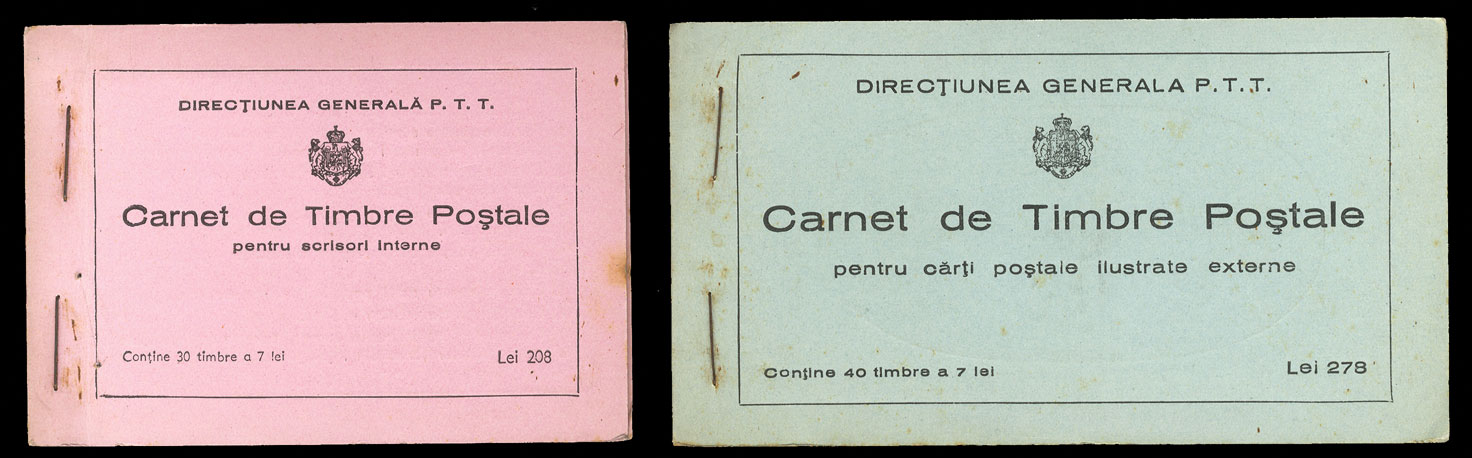 DIRECŢIUNEA GENERALĂ P. T. T.
Carnet de Timbre Poştale
pentru scrisori interne
Conţine 30 timbre a 7 lei
Lei 208
DIRECŢIUNEA GENERALA P. T. T.
Carnet de Timbre Poştale
pentru cărţi poştale ilustrate externe
Conţine 40 timbre a 7 lei
Lei 278